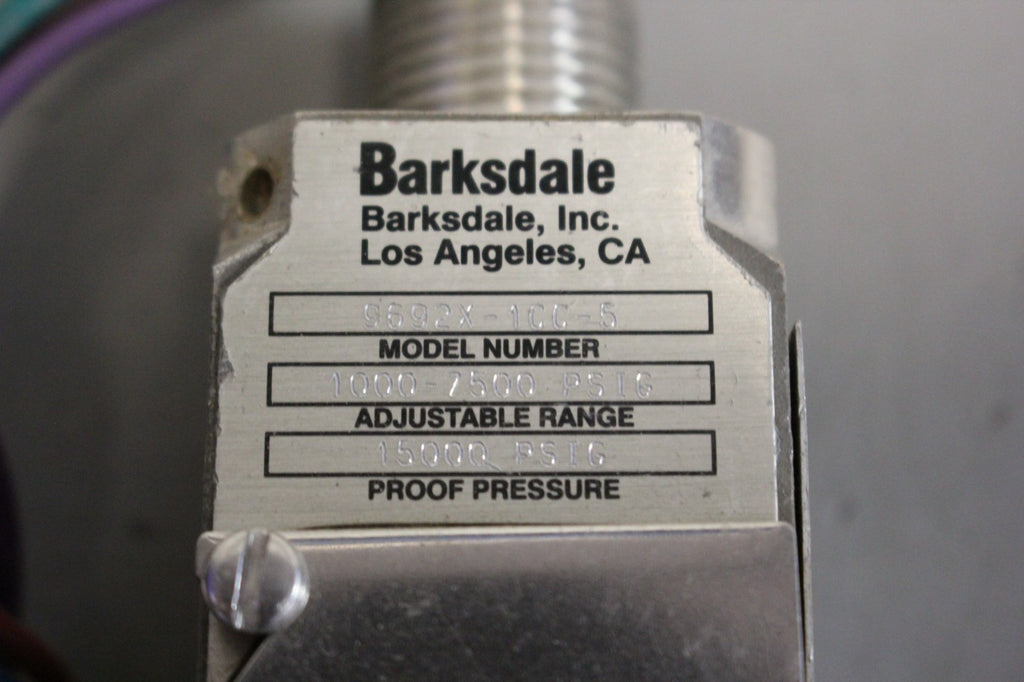 Barksdale
Barksdale, Inc.
Los Angeles, CA
9692X-1CC-5
MODEL NUMBER
1000-7500 PSIG
ADJUSTABLE RANGE
15000 PSIG
PROOF PRESSURE